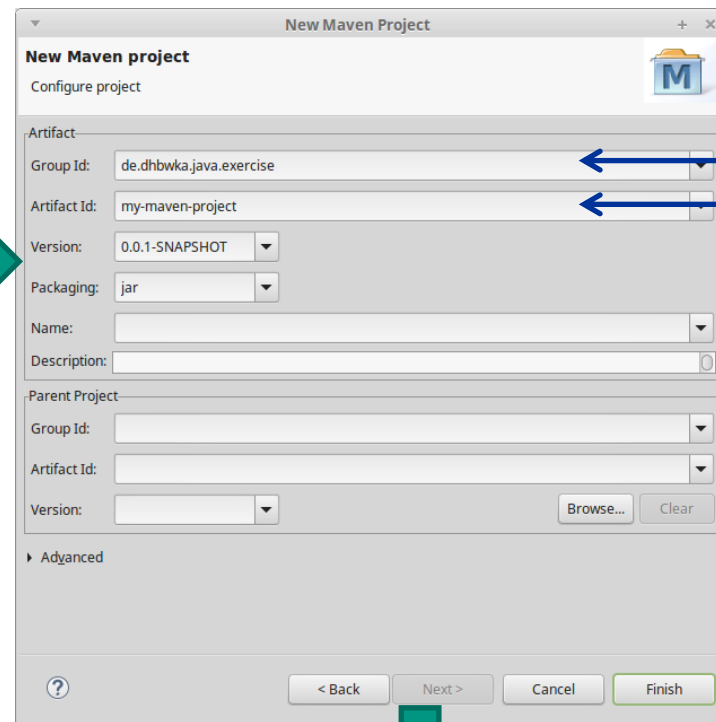 New Maven Project
New Maven project
Configure project
M
Artifact
Group Id: de.dhbwka.java.exercise
Artifact Id: my-maven-project
Version: 0.0.1-SNAPSHOT
Packaging: jar
Name:
Description:
Parent Project
Group Id:
Artifact Id:
Version: Browse... Clear
Advanced
? < Back Next > Cancel Finish